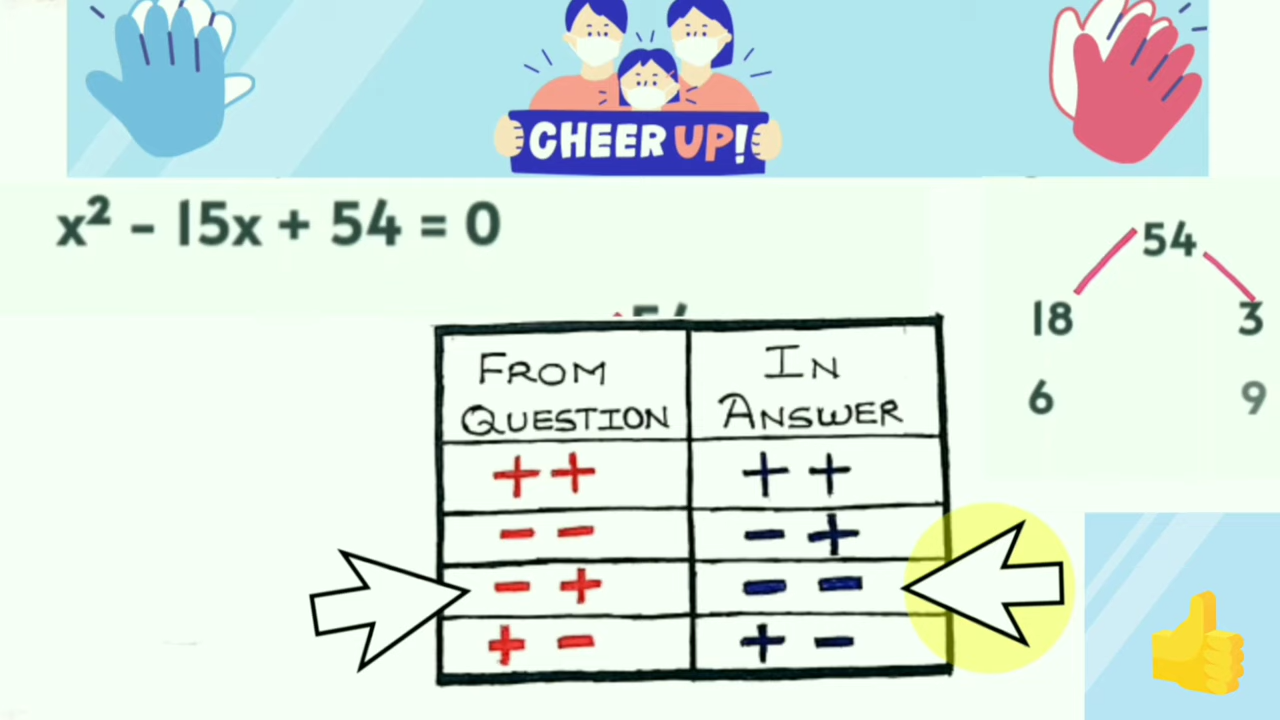 CHEER UP!
x² - 15x + 54 = 0
54
18 3
6 9
FROM QUESTION
IN ANSWER
+ + + +
- - - +
- + - -
+ - + -